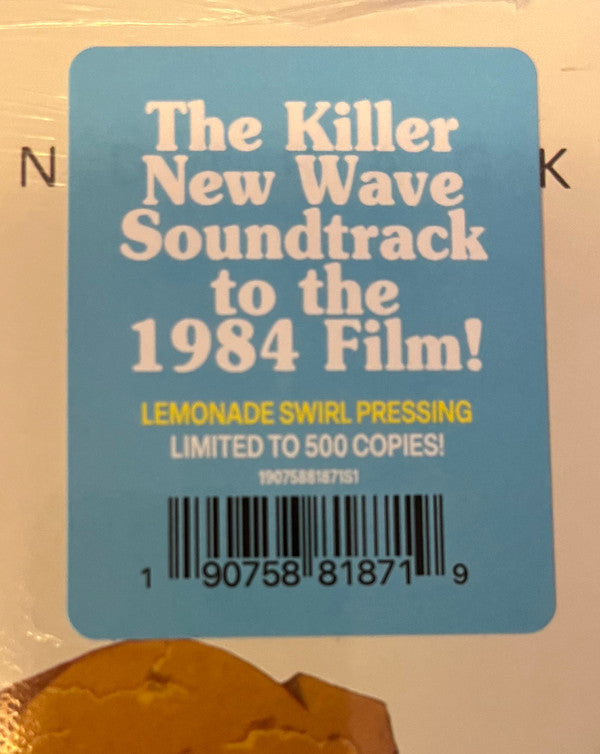 The Killer
N K
New Wave
Soundtrack
to the
1984 Film!
LEMONADE SWIRL PRESSING
LIMITED TO 500 COPIES!
19075881871S1
1 90758 81871 9